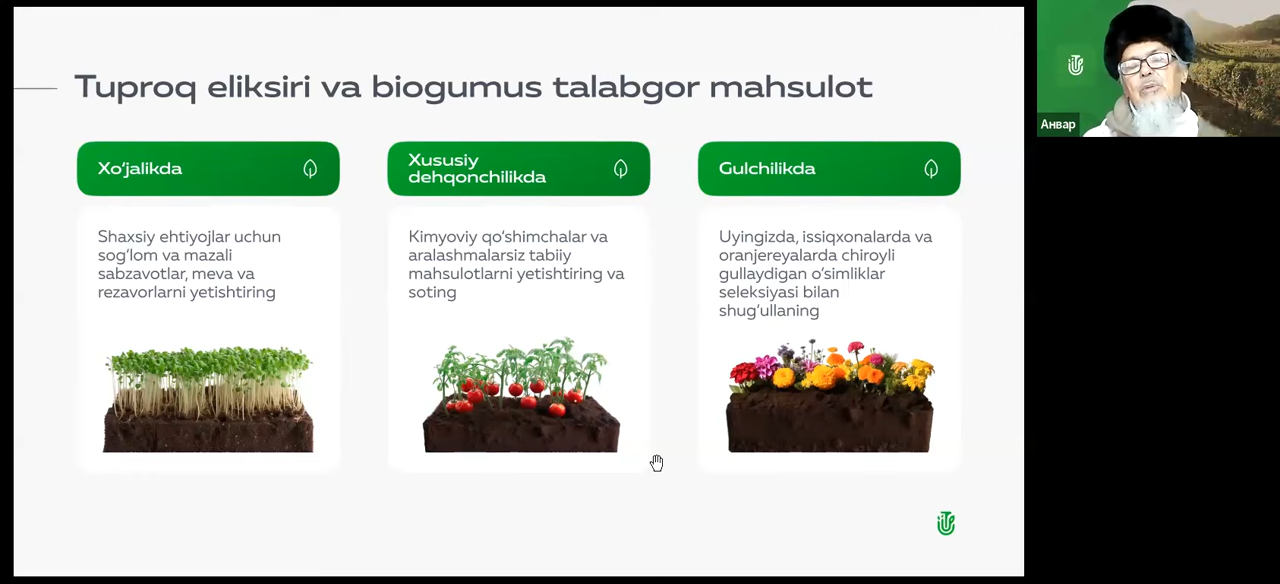 Tuproq eliksiri va biogumus talabgor mahsulot
Xo‘jalikda
Shaxsiy ehtiyojlar uchun
sog‘lom va mazali
sabzavotlar, meva va
rezavorlarni yetishtiring
Xususiy
dehqonchilikda
Kimyoviy qo‘shimchalar va
aralashmalarsiz tabiiy
mahsulotlarni yetishtiring va
soting
Gulchilikda
Uyingizda, issiqxonalarda va
oranjereyalarda chiroyli
gullaydigan o‘simliklar
seleksiyasi bilan
shug‘ullaning
Анвар